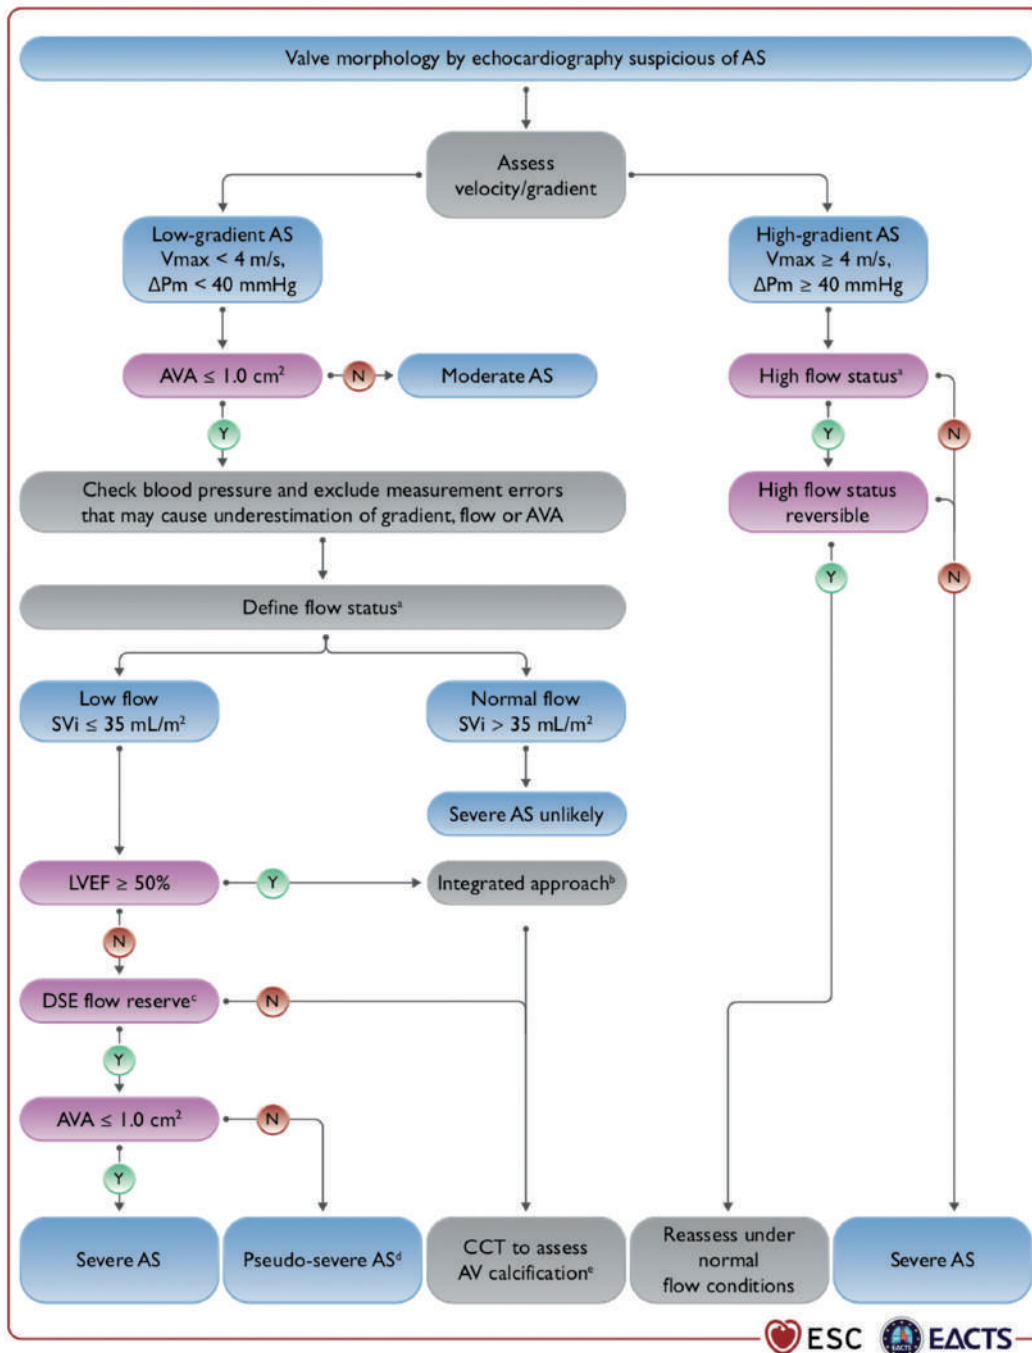 Valve morphology by echocardiography suspicious of AS
Assess
velocity/gradient
Low-gradient AS
Vmax < 4 m/s,
ΔPm < 40 mmHg
High-gradient AS
Vmax ≥ 4 m/s,
ΔPm ≥ 40 mmHg
AVA ≤ 1.0 cm²
N
Moderate AS
High flow statusᵃ
Y
Y
N
Check blood pressure and exclude measurement errors
that may cause underestimation of gradient, flow or AVA
High flow status
reversible
Y
N
Define flow statusᵃ
Low flow
SVi ≤ 35 mL/m²
Normal flow
SVi > 35 mL/m²
Severe AS unlikely
LVEF ≥ 50%
Y
Integrated approachᵇ
N
DSE flow reserveᶜ
N
Y
AVA ≤ 1.0 cm²
N
Y
Severe AS
Pseudo-severe ASᵈ
CCT to assess
AV calcificationᵉ
Reassess under
normal
flow conditions
Severe AS
ESC
EACTS
EΔCTS